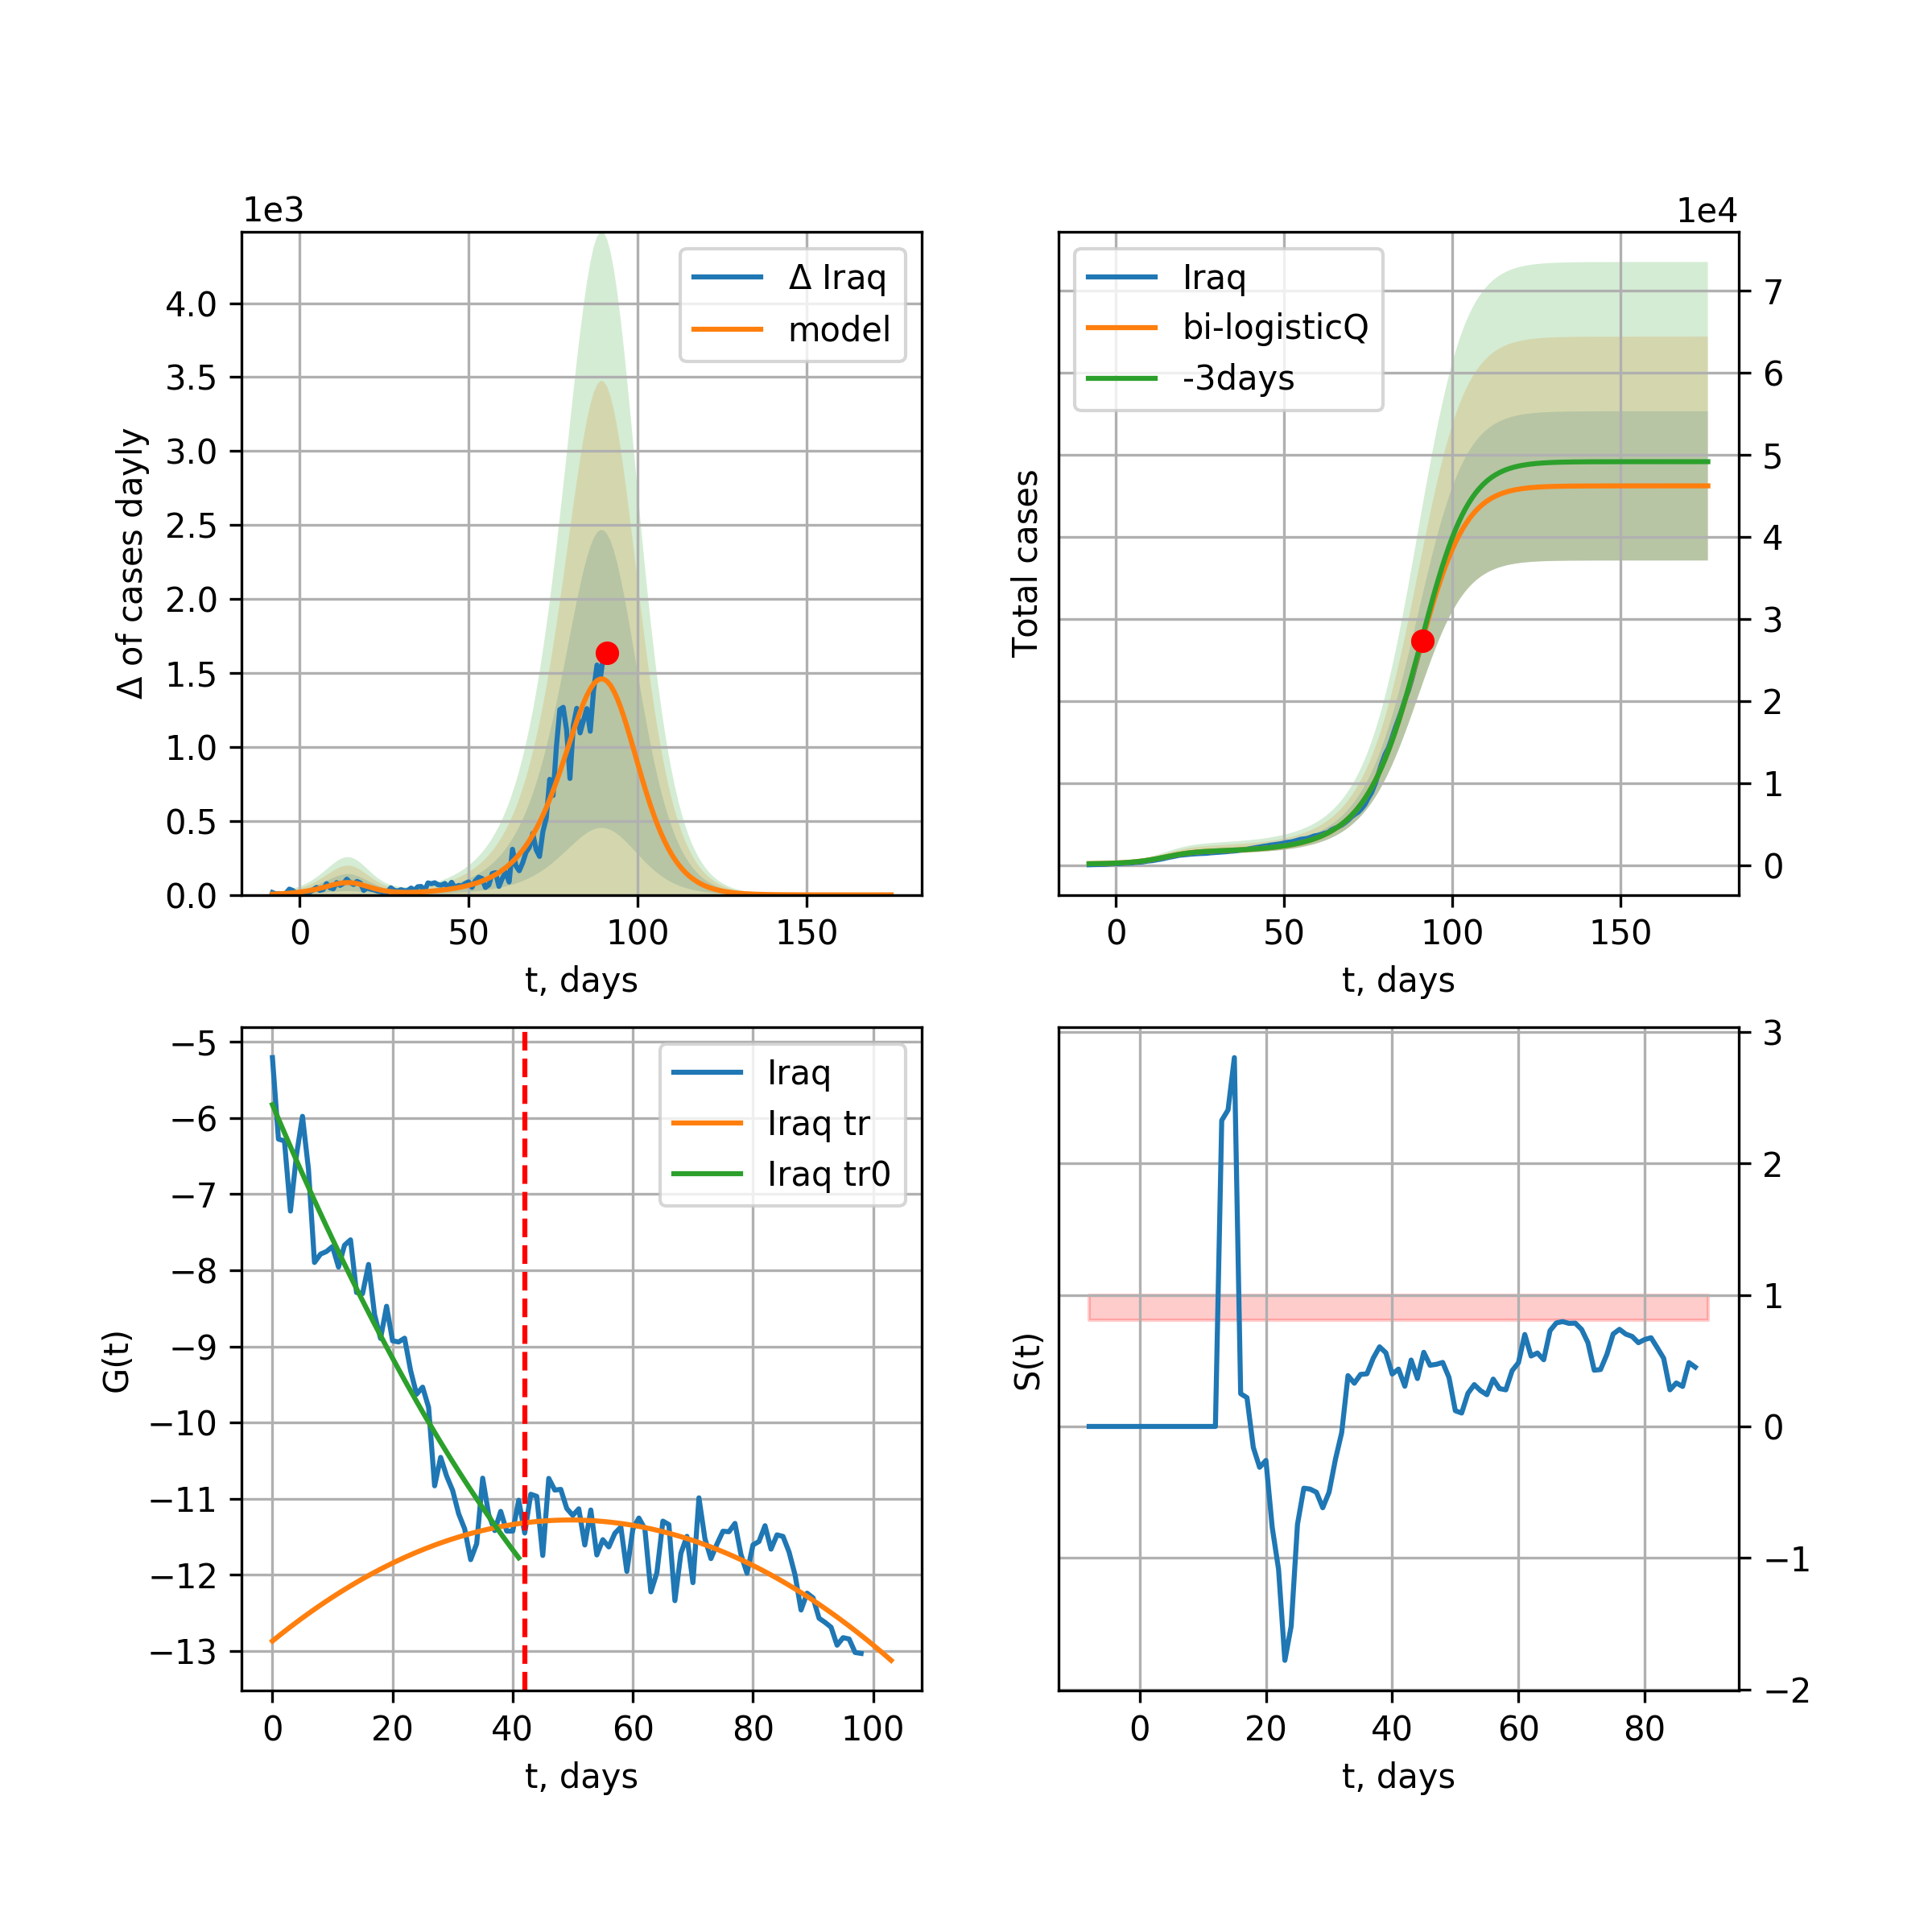 1e3
Δ of cases dayly
4.0
3.5
3.0
2.5
2.0
1.5
1.0
0.5
0.0
Δ Iraq
model
0 50 100 150
t, days
1e4
Total cases
Iraq
bi-logisticQ
-3days
7
6
5
4
3
2
1
0
0 50 100 150
t, days
G(t)
−5
−6
−7
−8
−9
−10
−11
−12
−13
Iraq
Iraq tr
Iraq tr0
0 20 40 60 80 100
t, days
S(t)
3
2
1
0
−1
−2
0 20 40 60 80
t, days